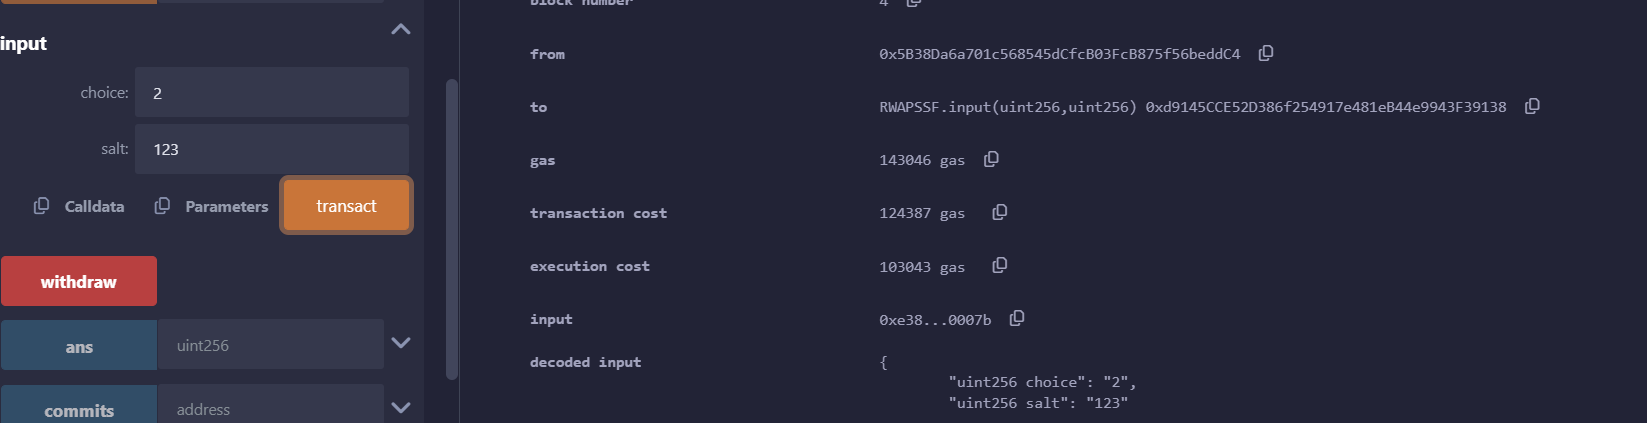 input
choice: 2
salt: 123
Calldata Parameters transact
withdraw
ans uint256
commits address
block number 4
from 0x5B38Da6a701c568545dCfcB03FcB875f56beddC4
to RWAPSSF.input(uint256,uint256) 0xd9145CCE52D386f254917e481eB44e9943F39138
gas 143046 gas
transaction cost 124387 gas
execution cost 103043 gas
input 0xe38...0007b
decoded input {
"uint256 choice": "2",
"uint256 salt": "123"